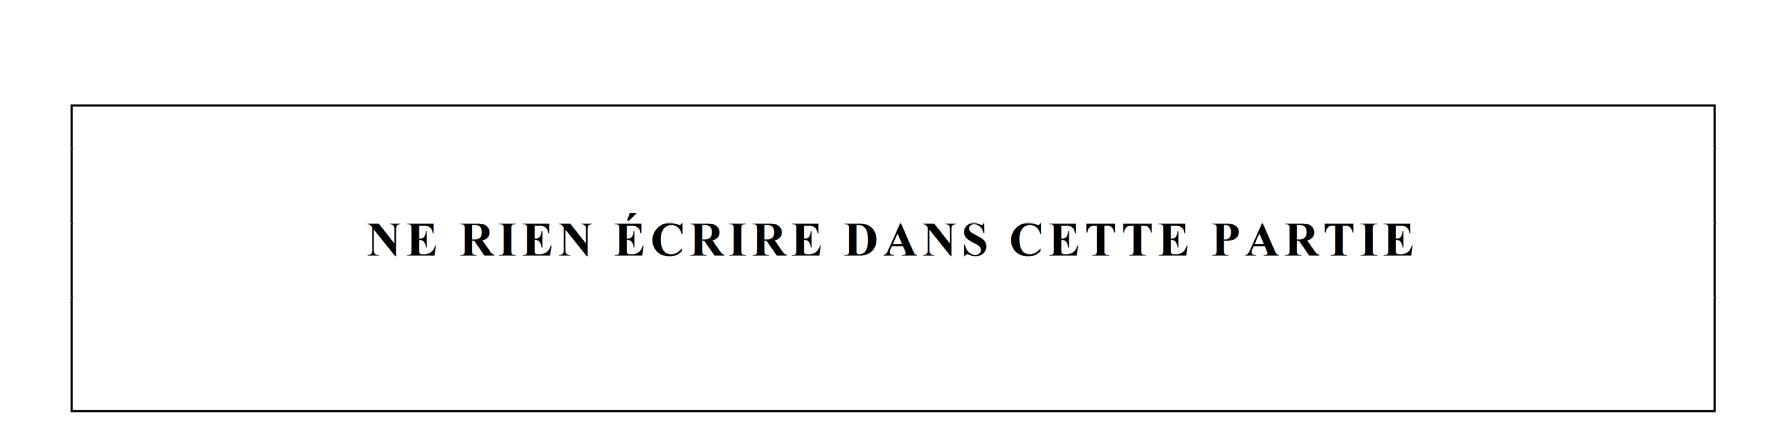 NE RIEN ÉCRIRE DANS CETTE PARTIE